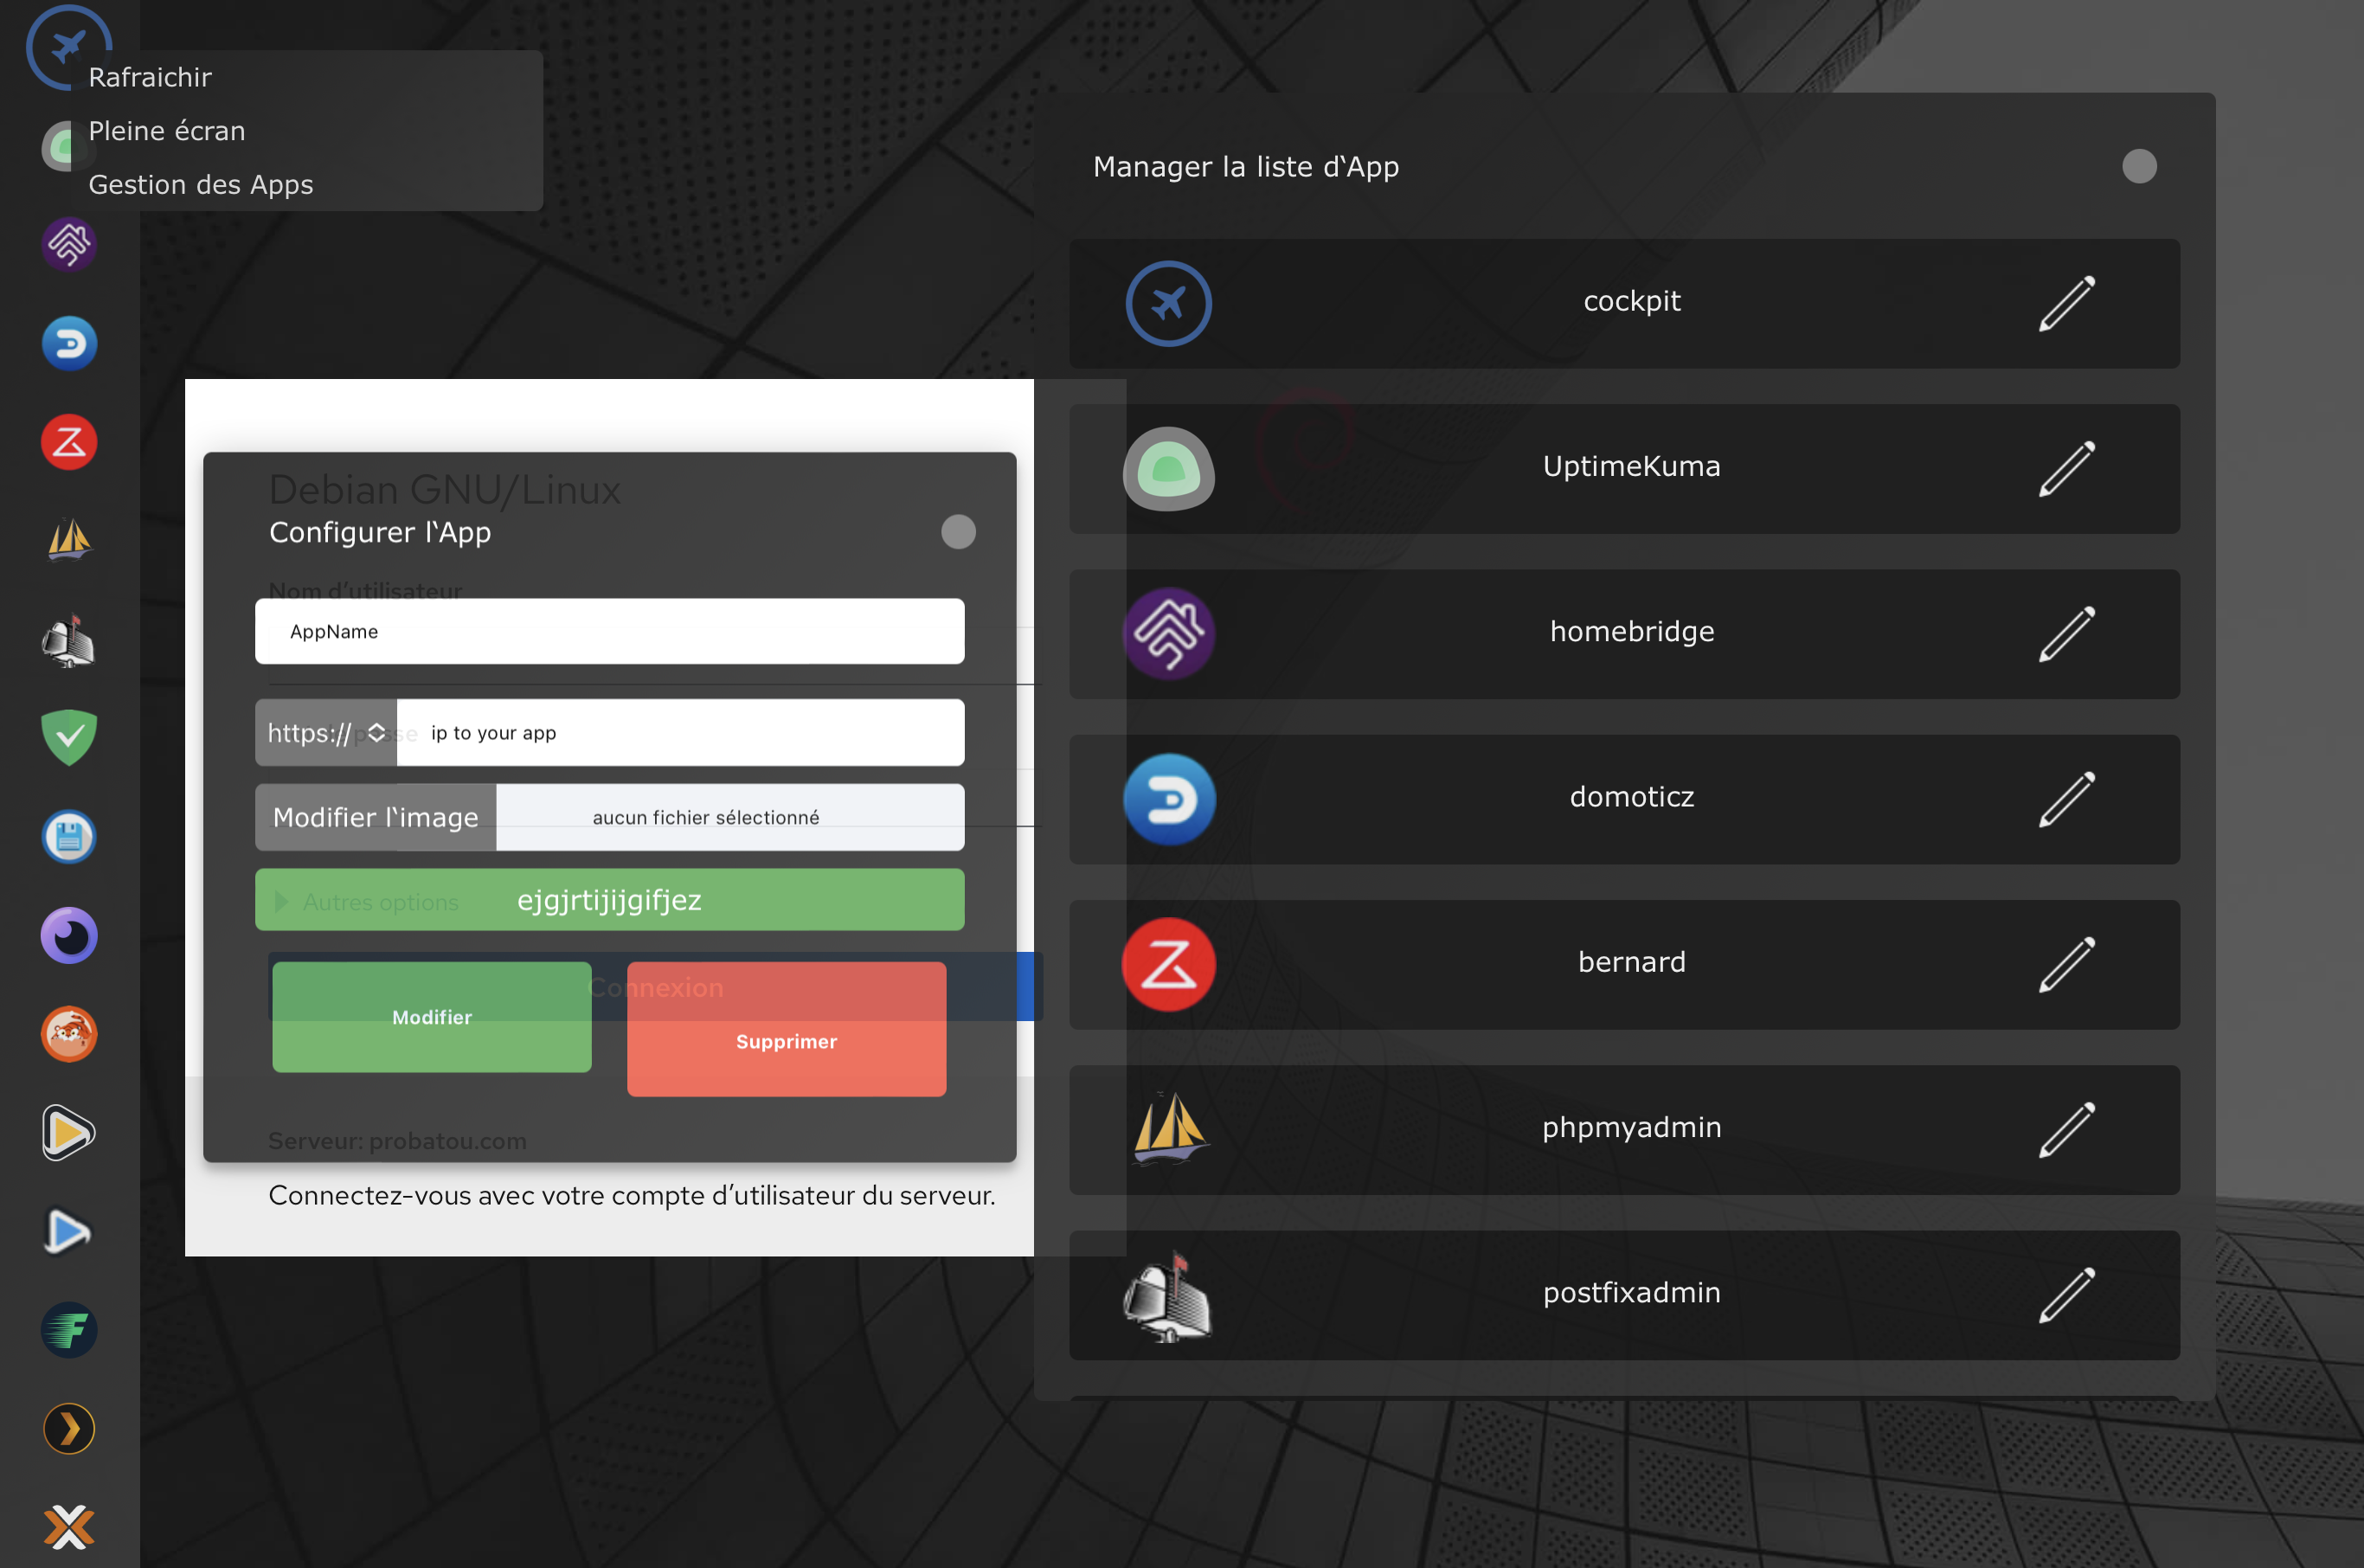 Rafraichir
Pleine écran
Gestion des Apps
Debian GNU/Linux
Configurer l'App
Nom d'utilisateur
AppName
https://
ip to your app
Modifier l'image
aucun fichier sélectionné
Autres options
ejgjrtijijgifjez
Connexion
Modifier
Supprimer
Serveur: probatou.com
Connectez-vous avec votre compte d'utilisateur du serveur.
Manager la liste d'App
cockpit
UptimeKuma
homebridge
domoticz
bernard
phpmyadmin
postfixadmin